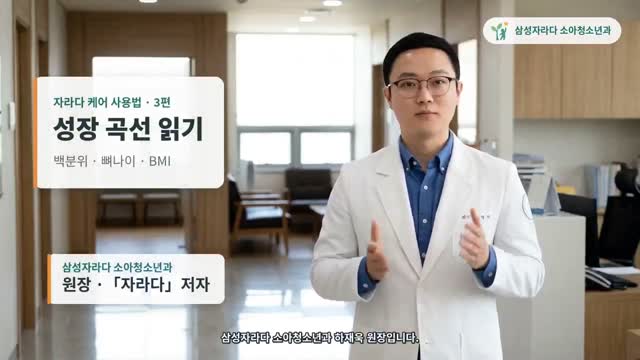 삼성자라다 소아청소년과
자라다 케어 사용법 · 3편
성장 곡선 읽기
백분위 · 뼈나이 · BMI
삼성자라다 소아청소년과
원장 · 「자라다」 저자
삼성자라다 소아청소년과 하재욱 원장입니다.